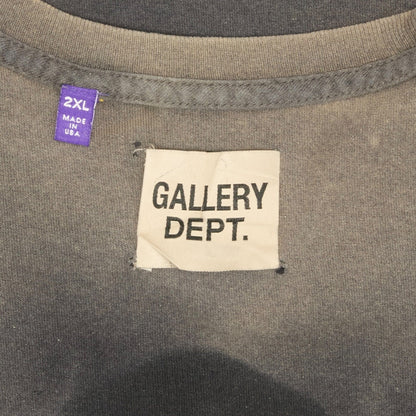 2XL
MADE
IN
USA
GALLERY
DEPT.